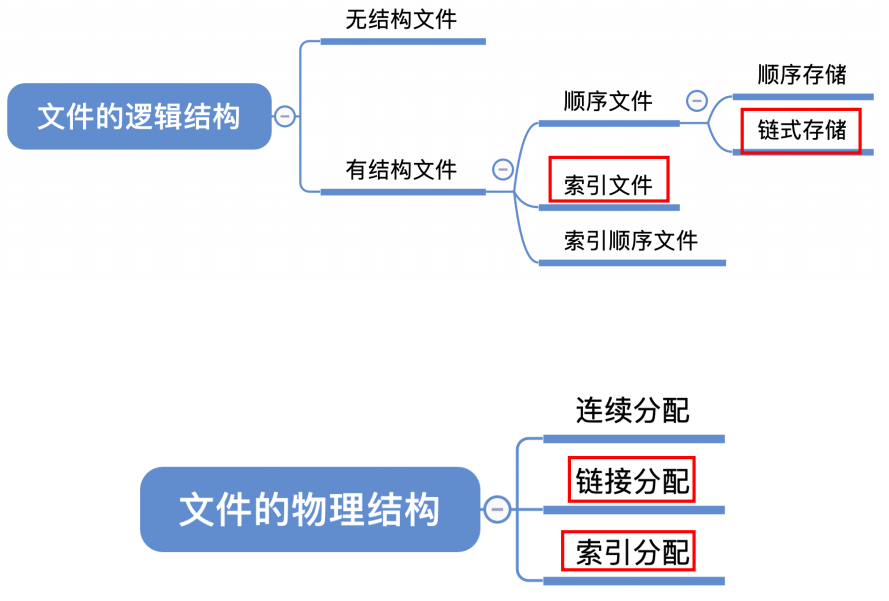 无结构文件
文件的逻辑结构
有结构文件
顺序文件
顺序存储
链式存储
索引文件
索引顺序文件
文件的物理结构
连续分配
链接分配
索引分配